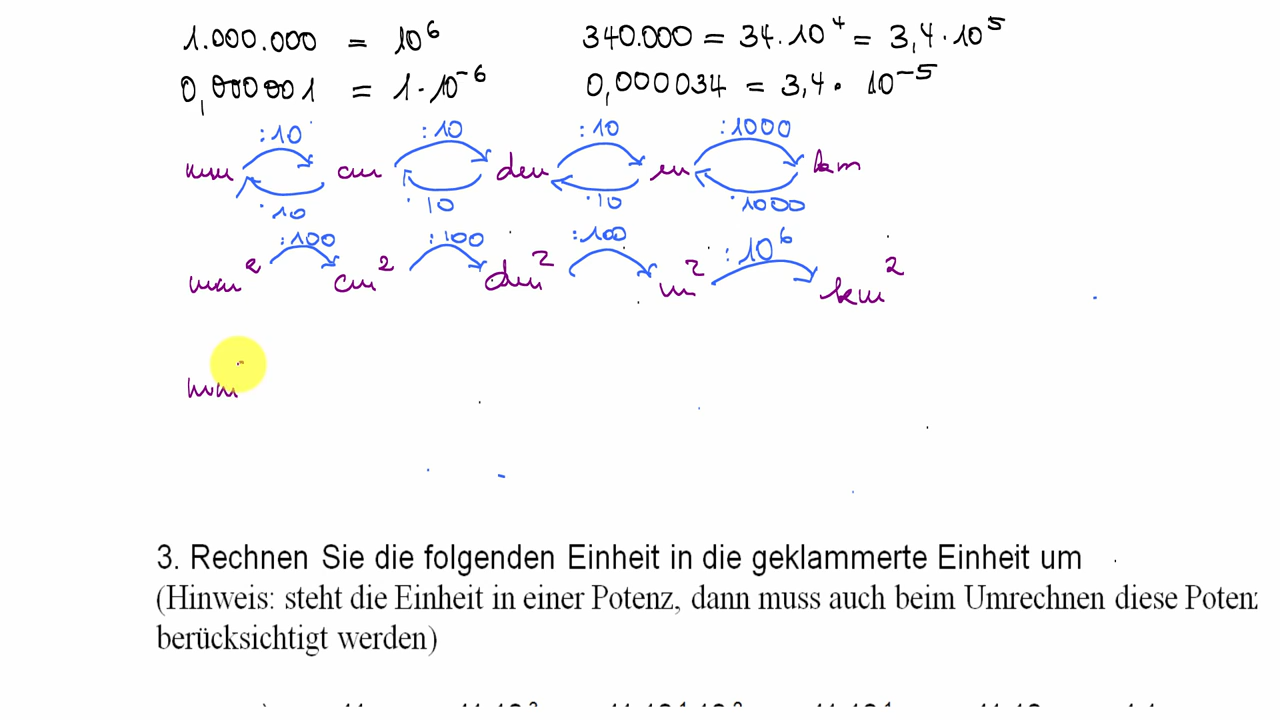 1.000.000 = 10⁶ 340.000 = 34·10⁴ = 3,4·10⁵
0,000001 = 1·10⁻⁶ 0,000034 = 3,4· 10⁻⁵
:10 :10 :10 :1000
mm cm dm m km
·10 ·10 ·10 ·1000
:100 :100 :100 :10⁶
mm² cm² dm² m² km²
mm
3. Rechnen Sie die folgenden Einheit in die geklammerte Einheit um
(Hinweis: steht die Einheit in einer Potenz, dann muss auch beim Umrechnen diese Potenz
berücksichtigt werden)